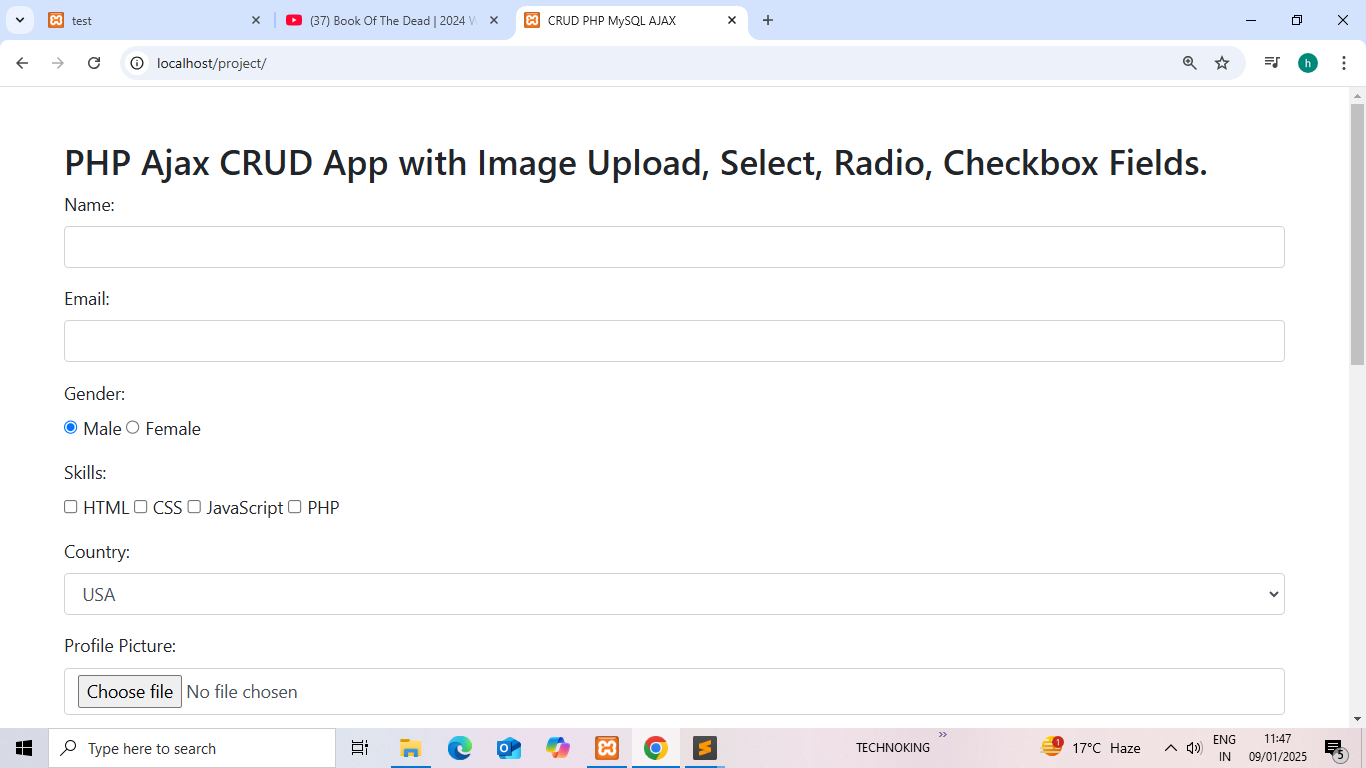 test
(37) Book Of The Dead | 2024
CRUD PHP MySQL AJAX
localhost/project/
h
PHP Ajax CRUD App with Image Upload, Select, Radio, Checkbox Fields.
Name:
Email:
Gender:
Male Female
Skills:
HTML CSS JavaScript PHP
Country:
USA
Profile Picture:
Choose file No file chosen
Type here to search
TECHNOKING
1
17°C Haze
ENG
IN
11:47
09/01/2025
5